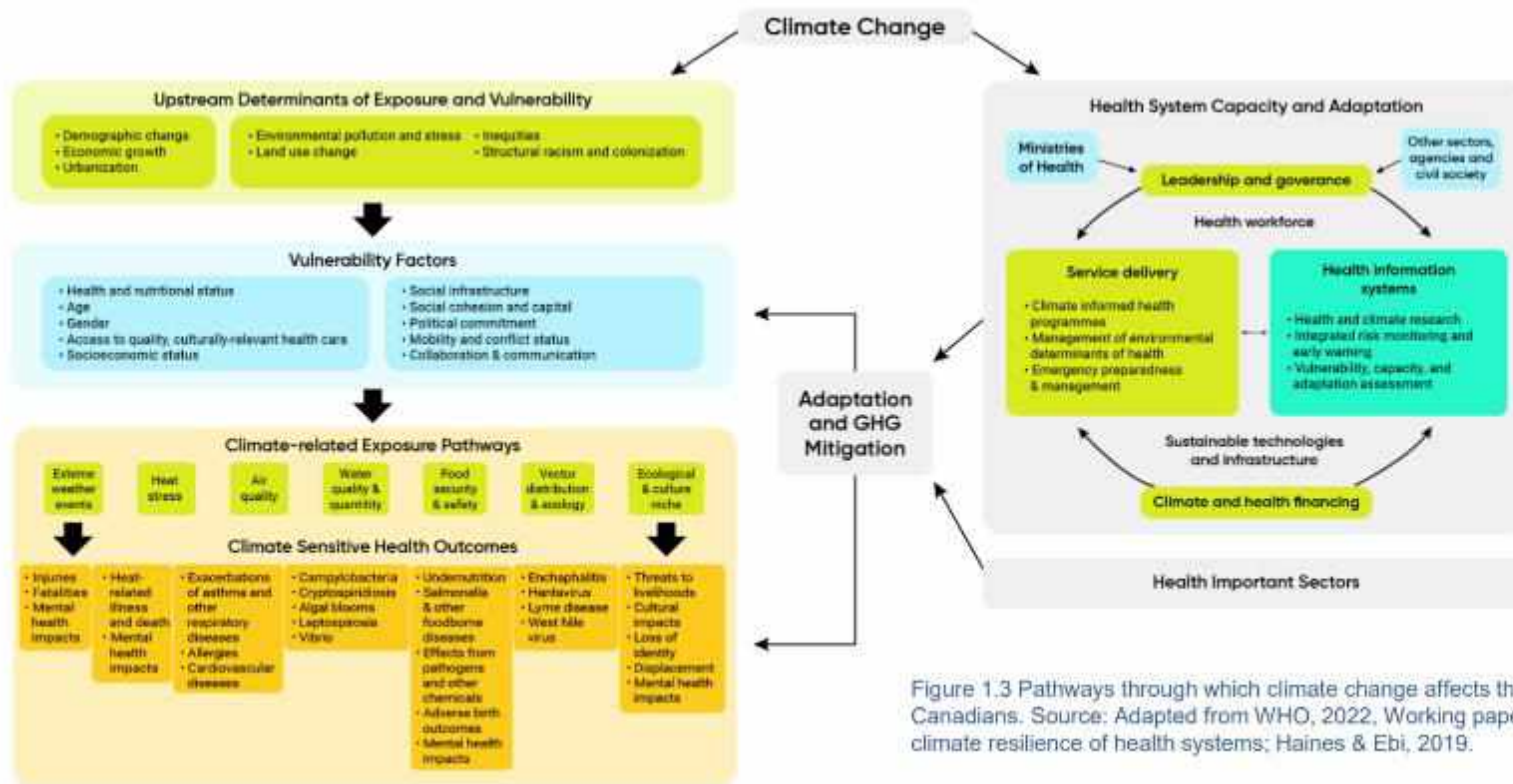 Climate Change
Upstream Determinants of Exposure and Vulnerability
• Demographic change
• Economic growth
• Urbanization
• Environmental pollution and stress
• Land use change
• Inequities
• Structural racism and colonization
Vulnerability Factors
• Health and nutritional status
• Age
• Gender
• Access to quality, culturally-relevant health care
• Socioeconomic status
• Social infrastructure
• Social cohesion and capital
• Political commitment
• Mobility and conflict status
• Collaboration & communication
Climate-related Exposure Pathways
Exteme
weather
events
Heat
stress
Air
quality
Water
quality &
quantitity
Food
security
& safety
Vector
distribution
& ecology
Ecological
& culture
niche
Climate Sensitive Health Outcomes
• Injuries
• Fatalities
• Mental
health
impacts
• Heat-
related
illness
and death
• Mental
health
impacts
• Exacerbations
of asthma and
other
respiratory
diseases
• Allergies
• Cardiovascular
diseases
• Campylobacteria
• Cryptospiridiosis
• Algal blooms
• Leptospirosis
• Vibrio
• Undernutrition
• Salmonella
& other
foodborne
diseases
• Effects from
pathogens
and other
chemicals
• Adverse birth
outcomes
• Mental health
impacts
• Enchaphalitis
• Hantavirus
• Lyme disease
• West Nile
virus
• Threats to
livelihoods
• Cultural
impacts
• Loss of
identity
• Displacement
• Mental health
impacts
Adaptation
and GHG
Mitigation
Health System Capacity and Adaptation
Ministries
of Health
Other sectors,
agencies and
civil society
Leadership and goverance
Health workforce
Service delivery
• Climate informed health
programmes
• Management of environmental
determinants of health
• Emergency preparedness
& management
Health information
systems
• Health and climate research
• Integrated risk monitoring and
early warning
• Vulnerability, capacity, and
adaptation assessment
Sustainable technologies
and infrastructure
Climate and health financing
Health Important Sectors
Figure 1.3 Pathways through which climate change affects th
Canadians. Source: Adapted from WHO, 2022, Working pape
climate resilience of health systems; Haines & Ebi, 2019.